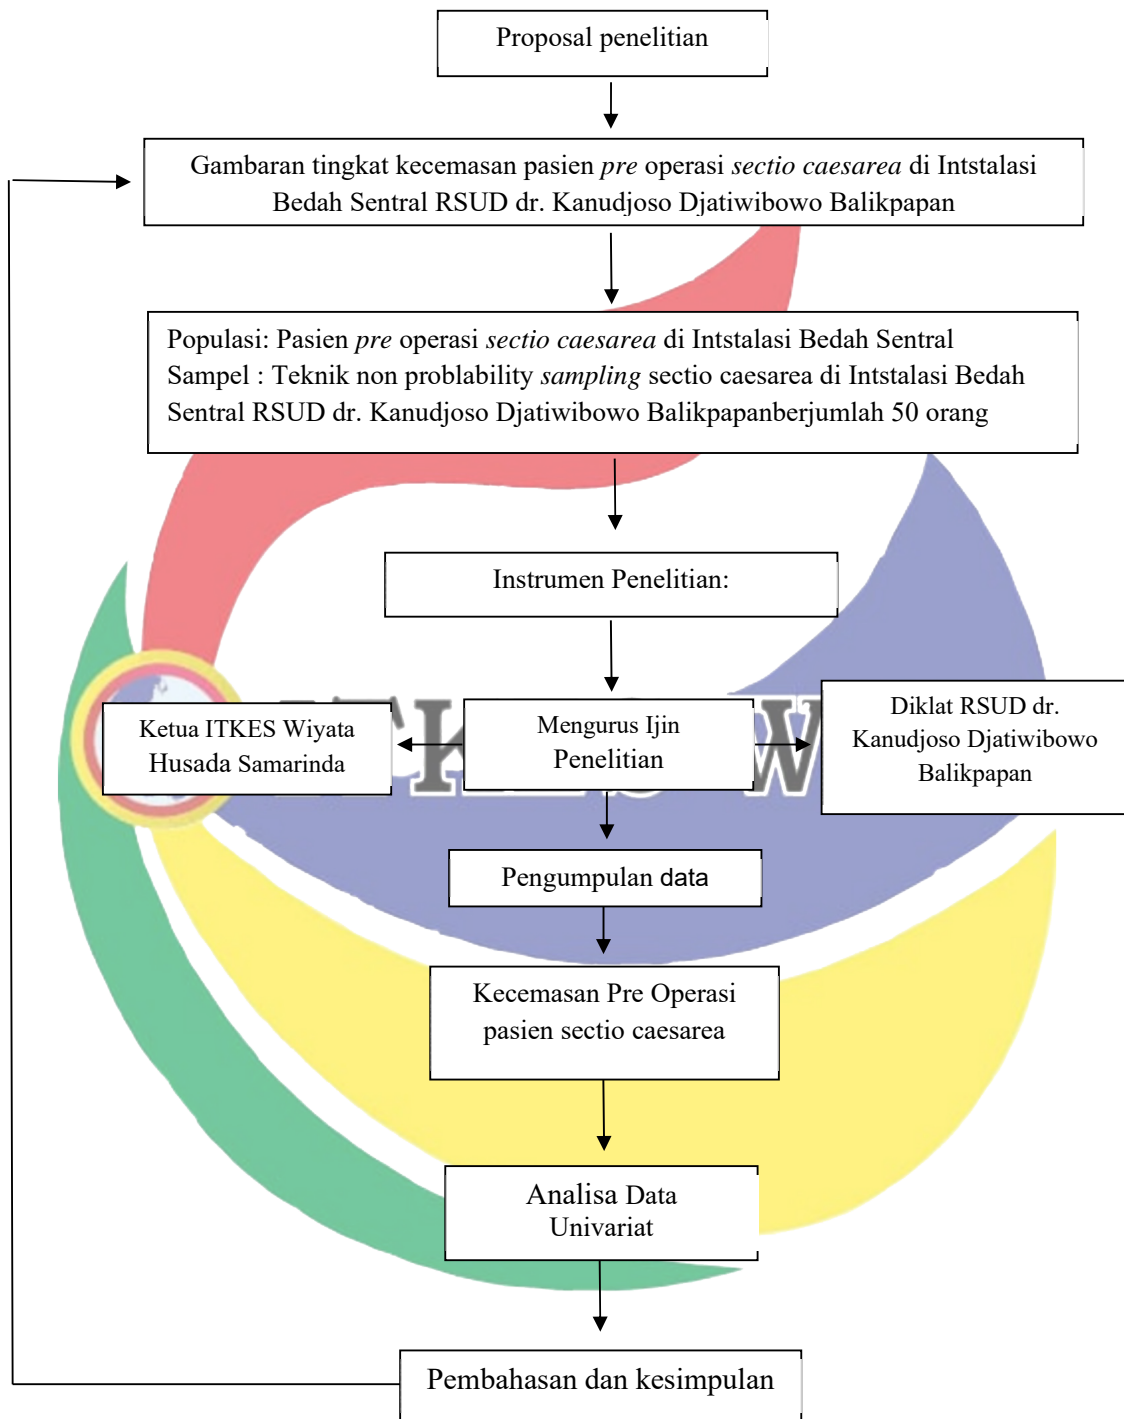 Proposal penelitian
Gambaran tingkat kecemasan pasien pre operasi sectio caesarea di Intstalasi
Bedah Sentral RSUD dr. Kanudjoso Djatiwibowo Balikpapan
Populasi: Pasien pre operasi sectio caesarea di Intstalasi Bedah Sentral
Sampel : Teknik non problability sampling sectio caesarea di Intstalasi Bedah
Sentral RSUD dr. Kanudjoso Djatiwibowo Balikpapanberjumlah 50 orang
Instrumen Penelitian:
Ketua ITKES Wiyata
Husada Samarinda
Mengurus Ijin
Penelitian
Diklat RSUD dr.
Kanudjoso Djatiwibowo
Balikpapan
Pengumpulan data
Kecemasan Pre Operasi
pasien sectio caesarea
Analisa Data
Univariat
Pembahasan dan kesimpulan